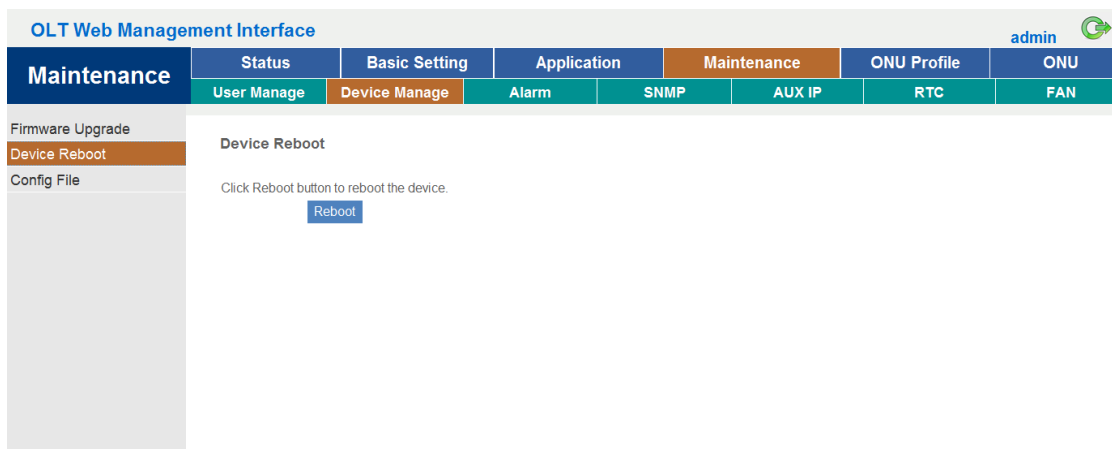 OLT Web Management Interface
admin
Maintenance
Status Basic Setting Application Maintenance ONU Profile ONU
User Manage Device Manage Alarm SNMP AUX IP RTC FAN
Firmware Upgrade
Device Reboot
Config File
Device Reboot
Click Reboot button to reboot the device.
Reboot